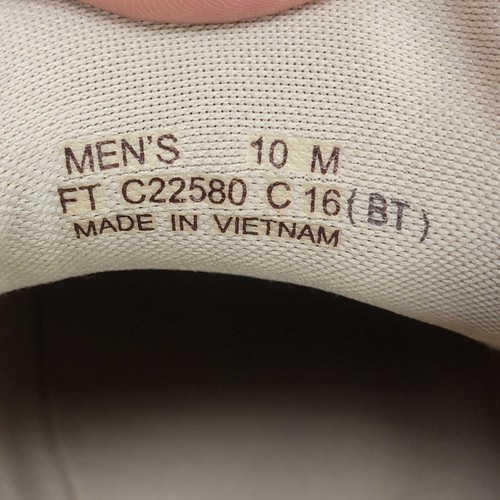 MEN'S 10 M
FT C22580 C 16 (BT)
MADE IN VIETNAM